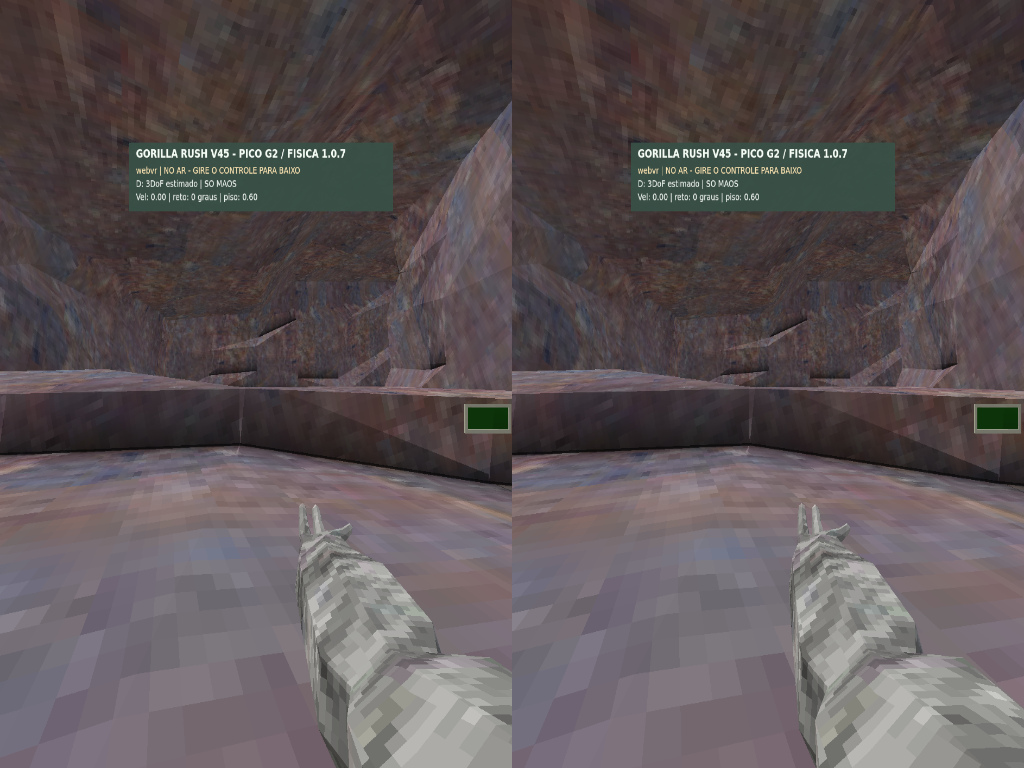 GORILLA RUSH V45 - PICO G2 / FISICA 1.0.7
webvr | NO AR - GIRE O CONTROLE PARA BAIXO
D: 3DoF estimado | SO MAOS
Vel: 0.00 | reto: 0 graus | piso: 0.60
GORILLA RUSH V45 - PICO G2 / FISICA 1.0.7
webvr | NO AR - GIRE O CONTROLE PARA BAIXO
D: 3DoF estimado | SO MAOS
Vel: 0.00 | reto: 0 graus | piso: 0.60